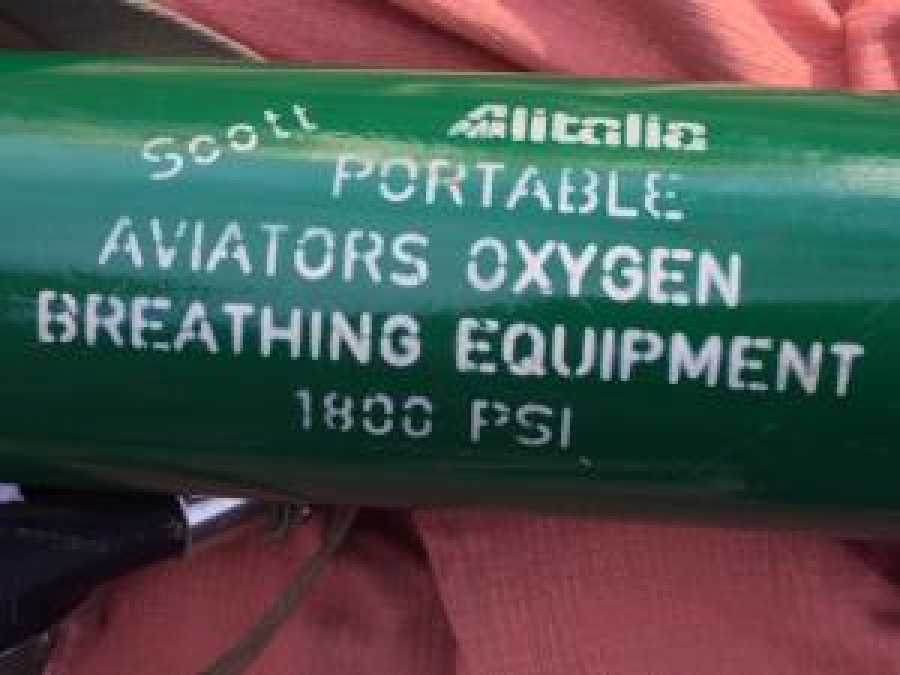 Scott Alitalia
PORTABLE
AVIATORS OXYGEN
BREATHING EQUIPMENT
1800 PSI